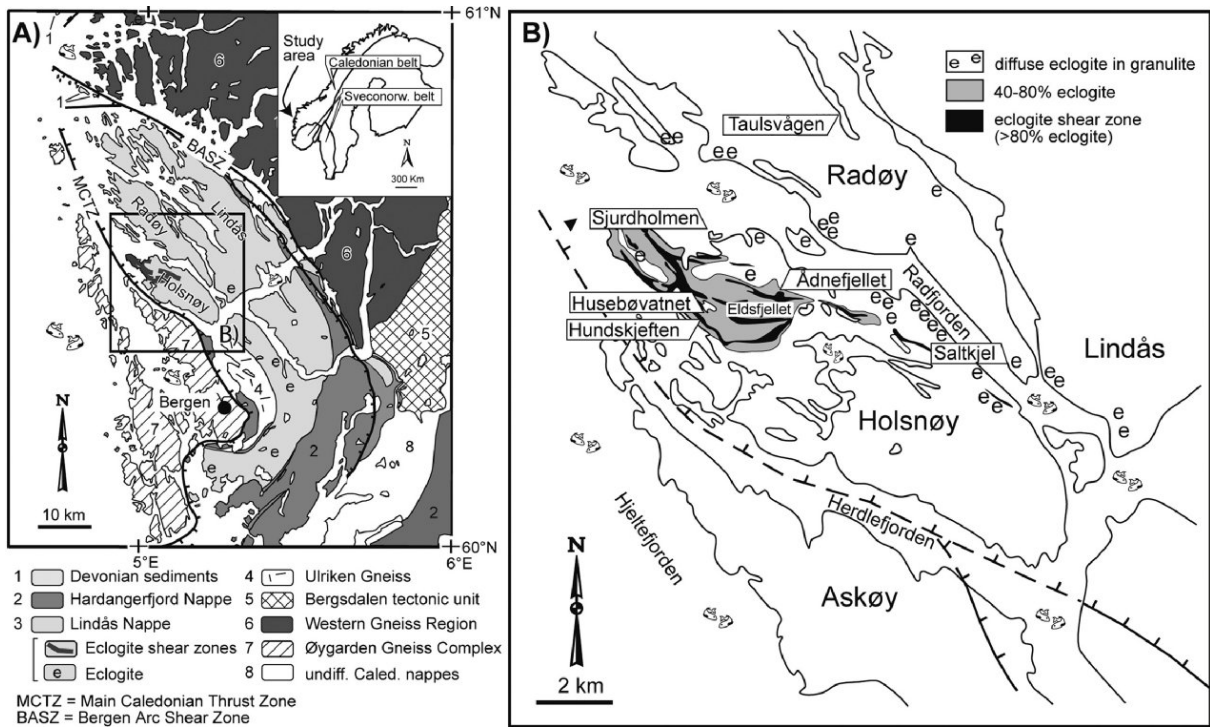 A)
1
6
61°N
Study
area
Caledonian belt
Sveconorw. belt
N
300 Km
1
BASZ
MCTZ
Radøy
Lindås
Holsnøy
e
6
B)
5
7
4
e
e
Bergen
e
7
2
8
e
e
N
10 km
2
60°N
5°E
6°E
1 Devonian sediments
2 Hardangerfjord Nappe
3 Lindås Nappe
Eclogite shear zones
e Eclogite
4 Ulriken Gneiss
5 Bergsdalen tectonic unit
6 Western Gneiss Region
7 Øygarden Gneiss Complex
8 undiff. Caled. nappes
MCTZ = Main Caledonian Thrust Zone
BASZ = Bergen Arc Shear Zone
B)
e e diffuse eclogite in granulite
40-80% eclogite
eclogite shear zone
(>80% eclogite)
Taulsvågen
Radøy
Sjurdholmen
Ådnefjellet
Radfjorden
Husebøvatnet
Eldsfjellet
Hundskjeften
Saltkjel
Lindås
Holsnøy
Herdlefjorden
Hjeltefjorden
Askøy
N
2 km